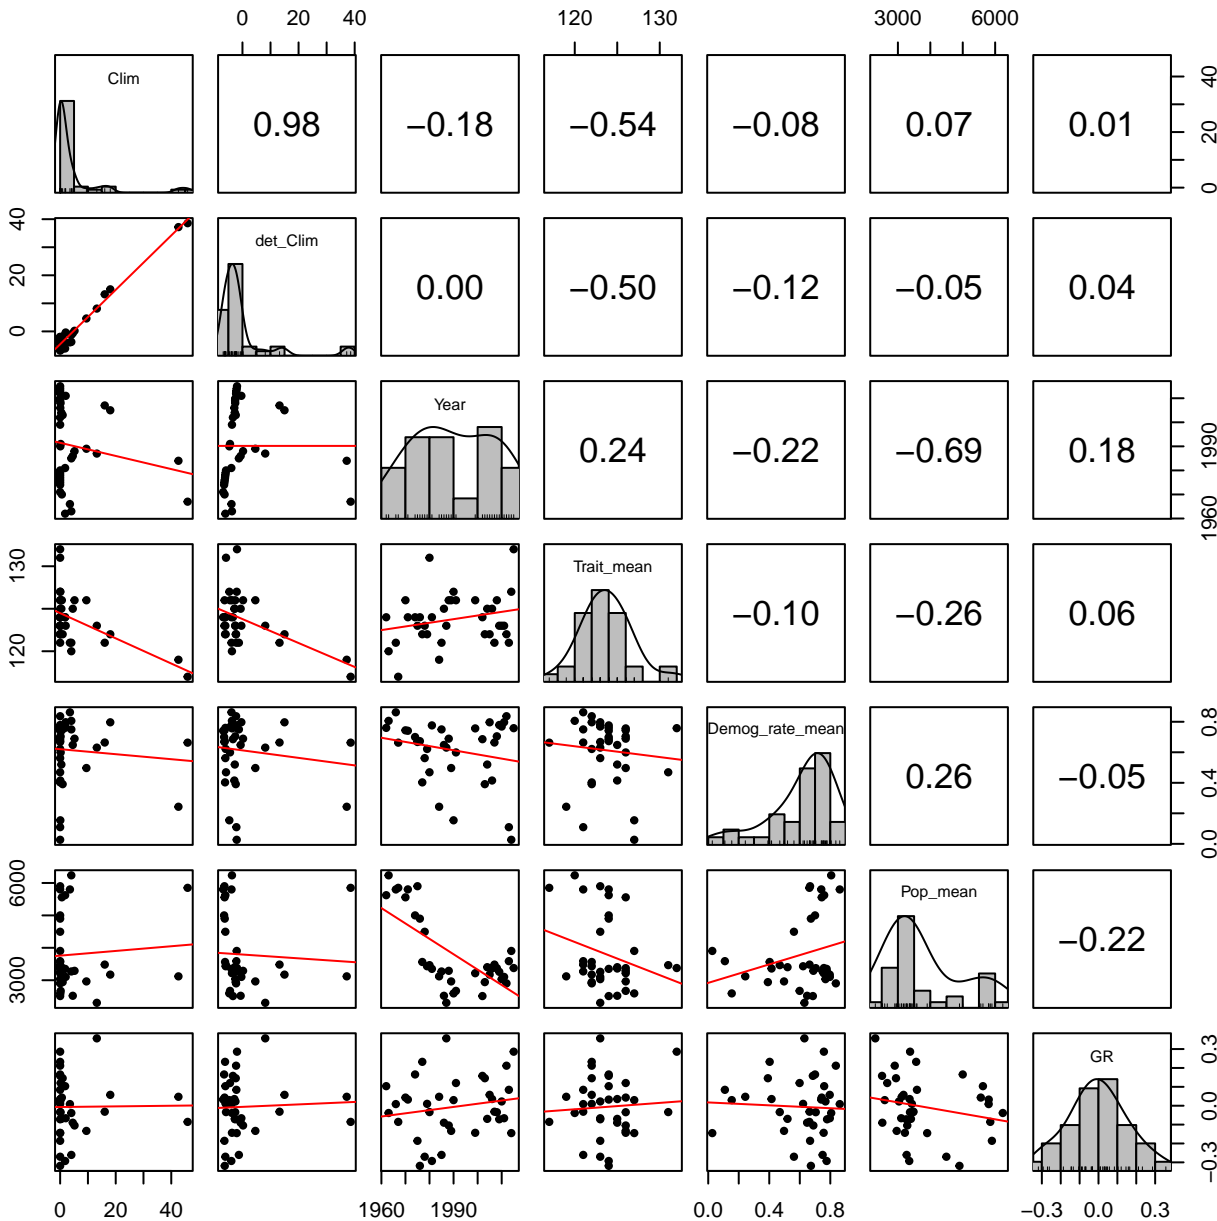 0 20 40 120 130 3000 6000
Clim 0.98 −0.18 −0.54 −0.08 0.07 0.01 0 20 40
0 20 40 det_Clim 0.00 −0.50 −0.12 −0.05 0.04
Year 0.24 −0.22 −0.69 0.18 1960 1990
120 130 Trait_mean −0.10 −0.26 0.06
Demog_rate_mean 0.26 −0.05 0.0 0.4 0.8
3000 6000 Pop_mean −0.22
GR −0.3 0.0 0.3
0 20 40 1960 1990 0.0 0.4 0.8 −0.3 0.0 0.3